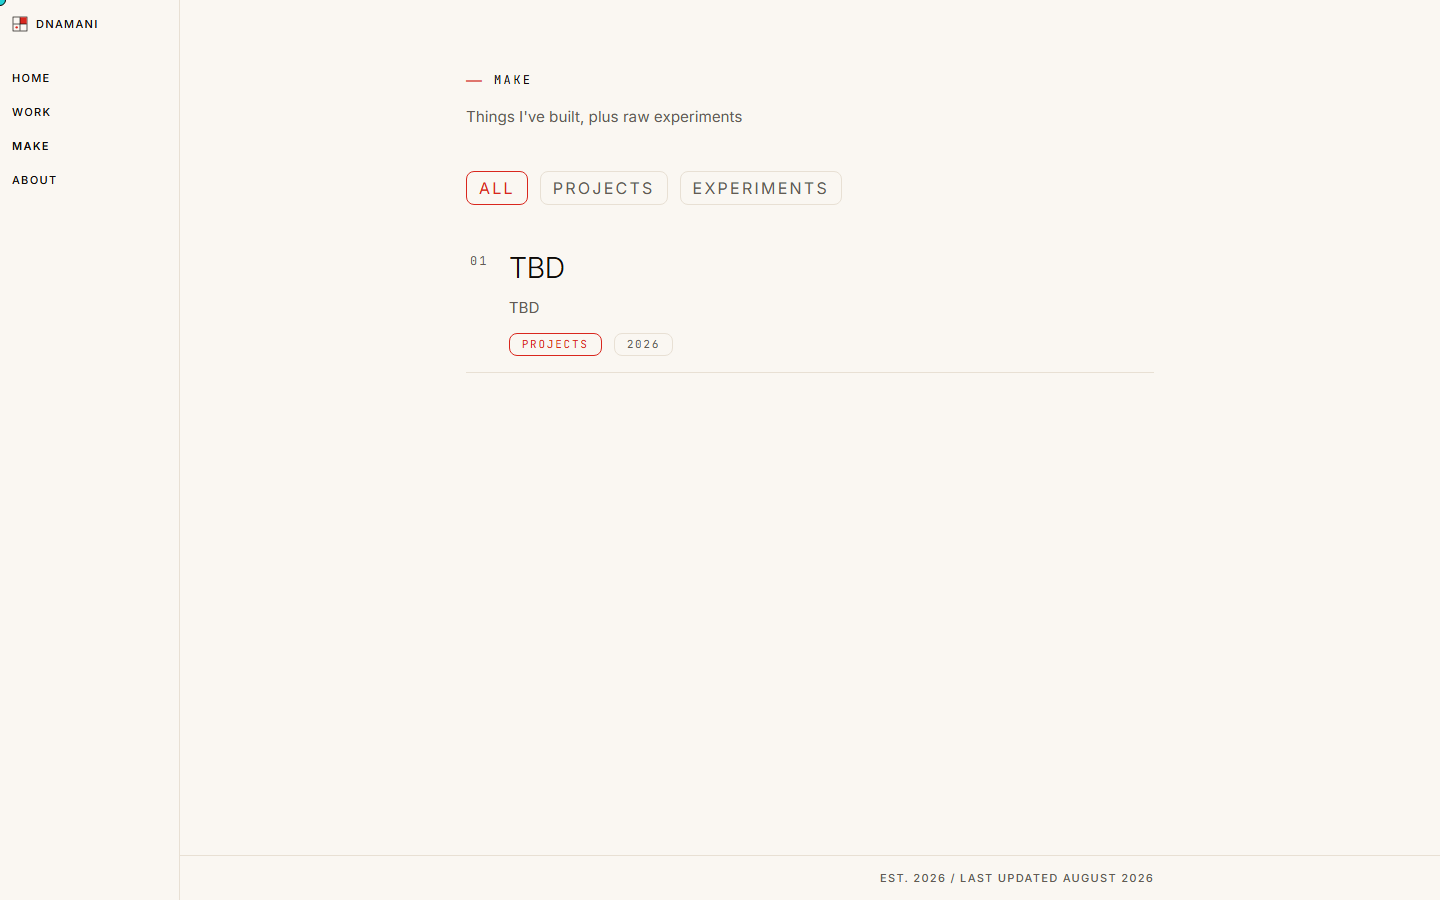 DNAMANI
HOME
WORK
MAKE
ABOUT
MAKE
Things I've built, plus raw experiments
ALL PROJECTS EXPERIMENTS
01 TBD
TBD
PROJECTS 2026
EST. 2026 / LAST UPDATED AUGUST 2026